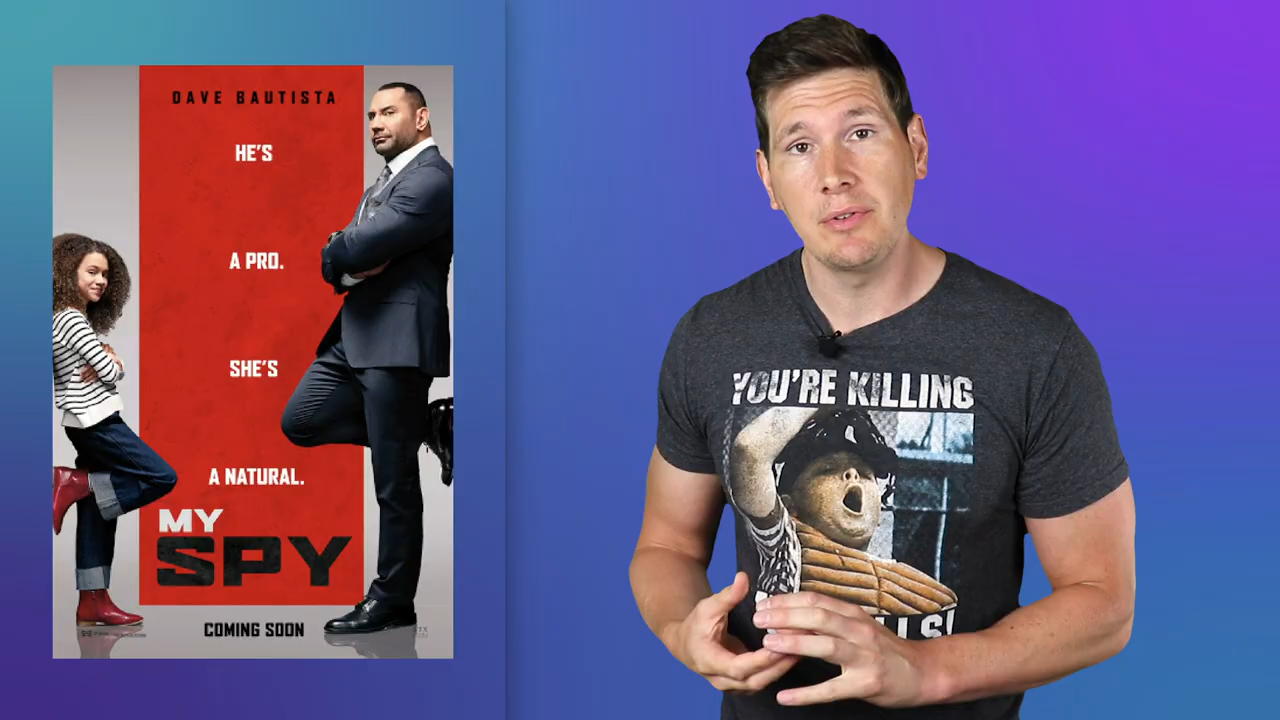 DAVE BAUTISTA
HE'S
A PRO.
SHE'S
A NATURAL.
MY
SPY
COMING SOON
YOU'RE KILLING